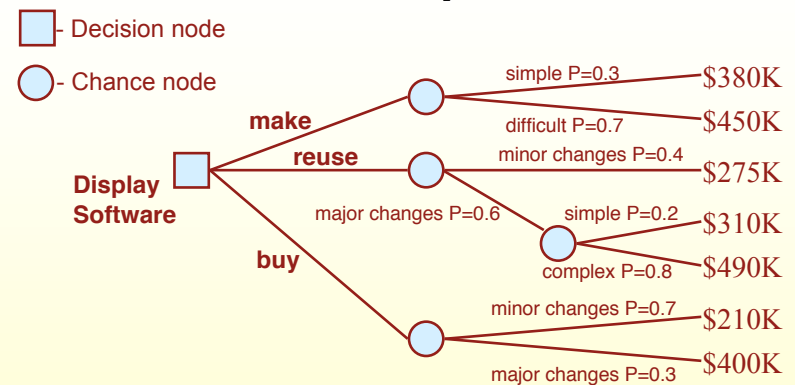 - Decision node
- Chance node
simple P=0.3
$380K
make
difficult P=0.7
$450K
reuse
minor changes P=0.4
$275K
Display
Software
major changes P=0.6
simple P=0.2
$310K
buy
complex P=0.8
$490K
minor changes P=0.7
$210K
major changes P=0.3
$400K